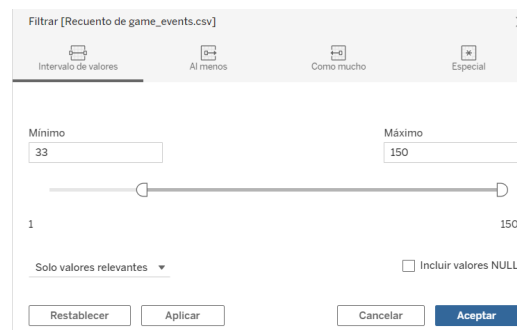 Filtrar [Recuento de game_events.csv]
Intervalo de valores
Al menos
Como mucho
Especial
Mínimo
Máximo
33
150
1
150
Solo valores relevantes
Incluir valores NULL
Restablecer
Aplicar
Cancelar
Aceptar